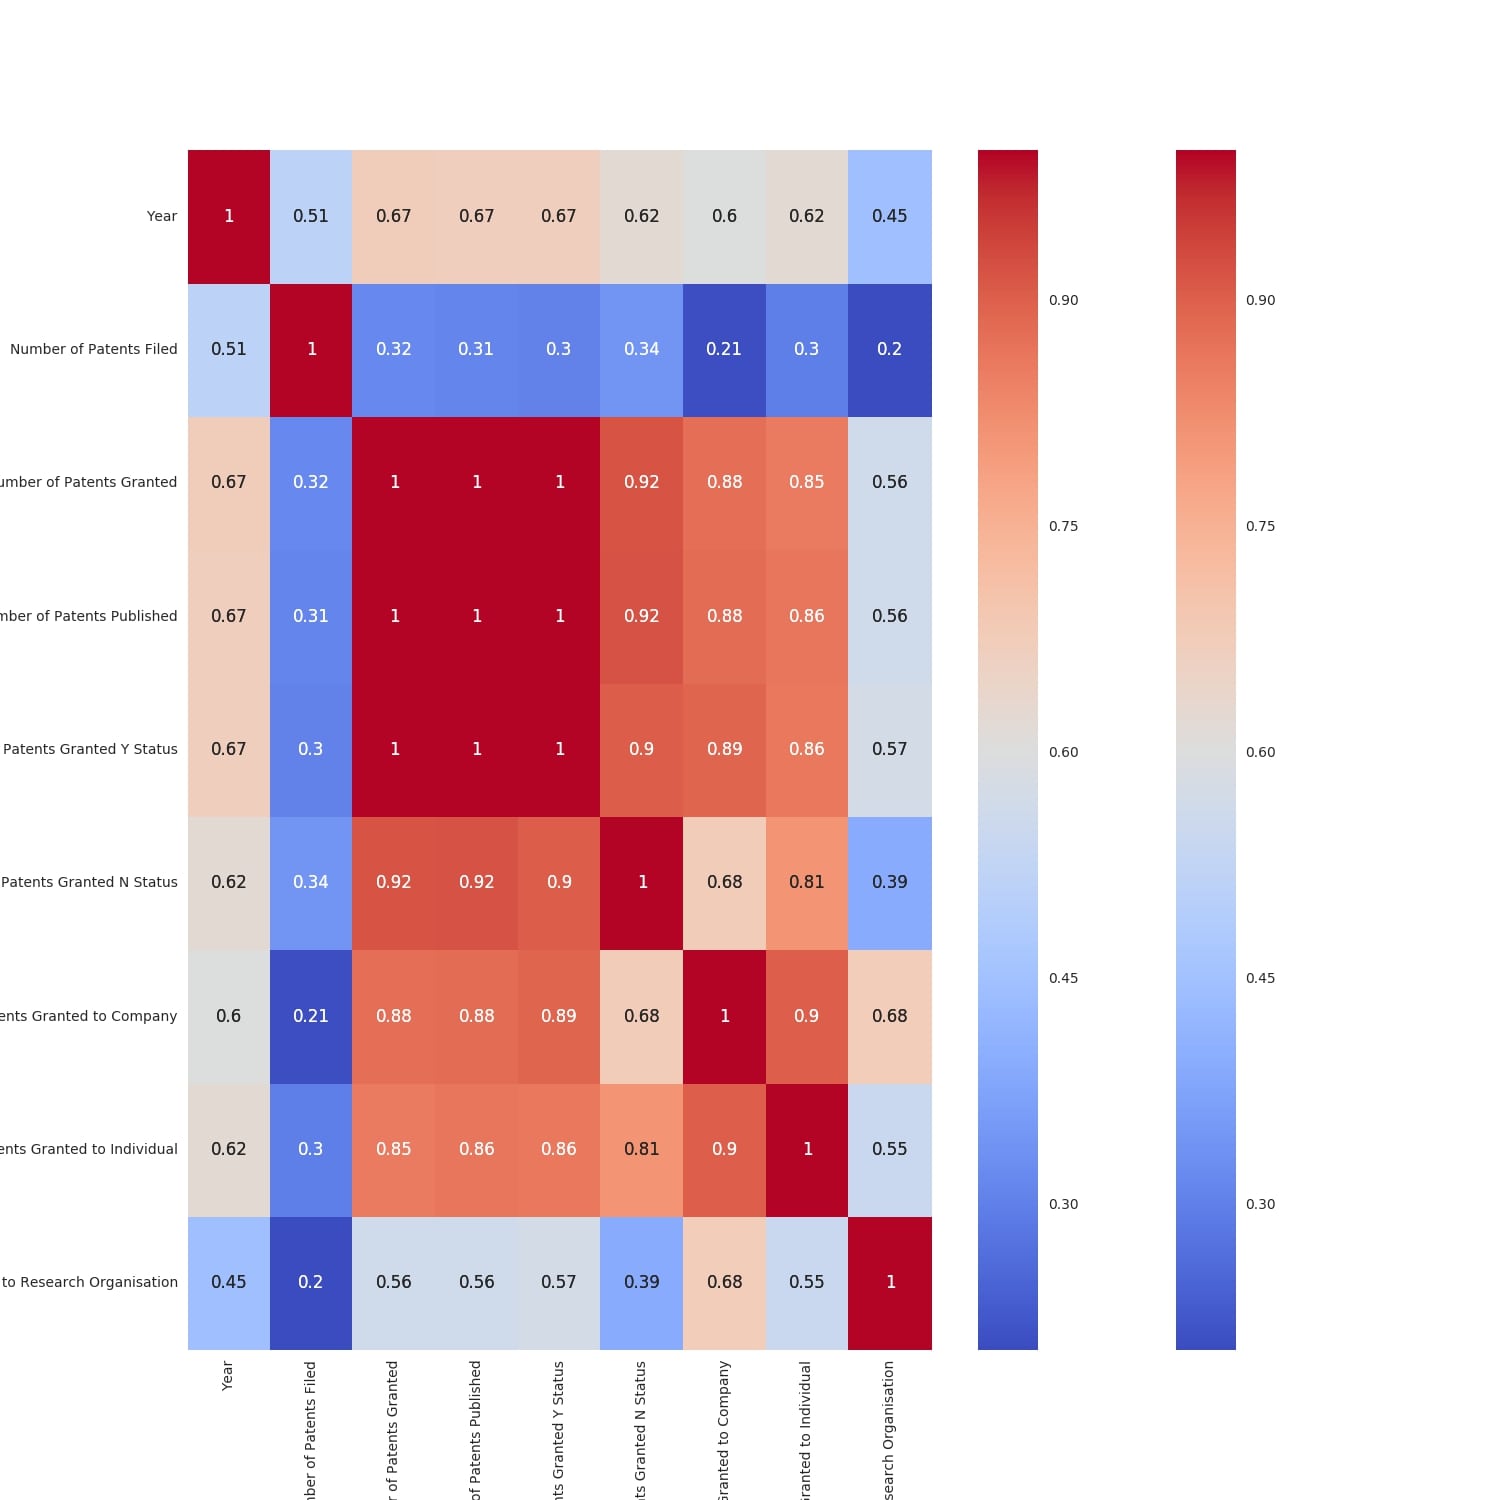 Year 1 0.51 0.67 0.67 0.67 0.62 0.6 0.62 0.45
Number of Patents Filed 0.51 1 0.32 0.31 0.3 0.34 0.21 0.3 0.2
umber of Patents Granted 0.67 0.32 1 1 1 0.92 0.88 0.85 0.56
mber of Patents Published 0.67 0.31 1 1 1 0.92 0.88 0.86 0.56
Patents Granted Y Status 0.67 0.3 1 1 1 0.9 0.89 0.86 0.57
Patents Granted N Status 0.62 0.34 0.92 0.92 0.9 1 0.68 0.81 0.39
ents Granted to Company 0.6 0.21 0.88 0.88 0.89 0.68 1 0.9 0.68
ents Granted to Individual 0.62 0.3 0.85 0.86 0.86 0.81 0.9 1 0.55
to Research Organisation 0.45 0.2 0.56 0.56 0.57 0.39 0.68 0.55 1
Year
mber of Patents Filed
r of Patents Granted
of Patents Published
nts Granted Y Status
nts Granted N Status
Granted to Company
Granted to Individual
search Organisation
0.90
0.75
0.60
0.45
0.30
0.90
0.75
0.60
0.45
0.30